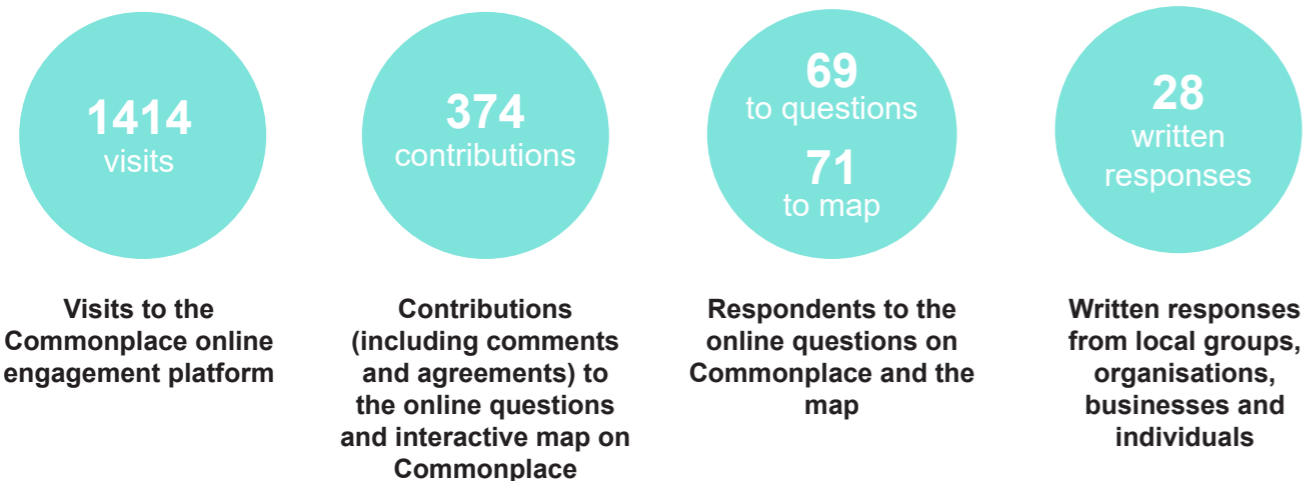 1414
visits
Visits to the
Commonplace online
engagement platform
374
contributions
Contributions
(including comments
and agreements) to
the online questions
and interactive map on
Commonplace
69
to questions
71
to map
Respondents to the
online questions on
Commonplace and the
map
28
written
responses
Written responses
from local groups,
organisations,
businesses and
individuals